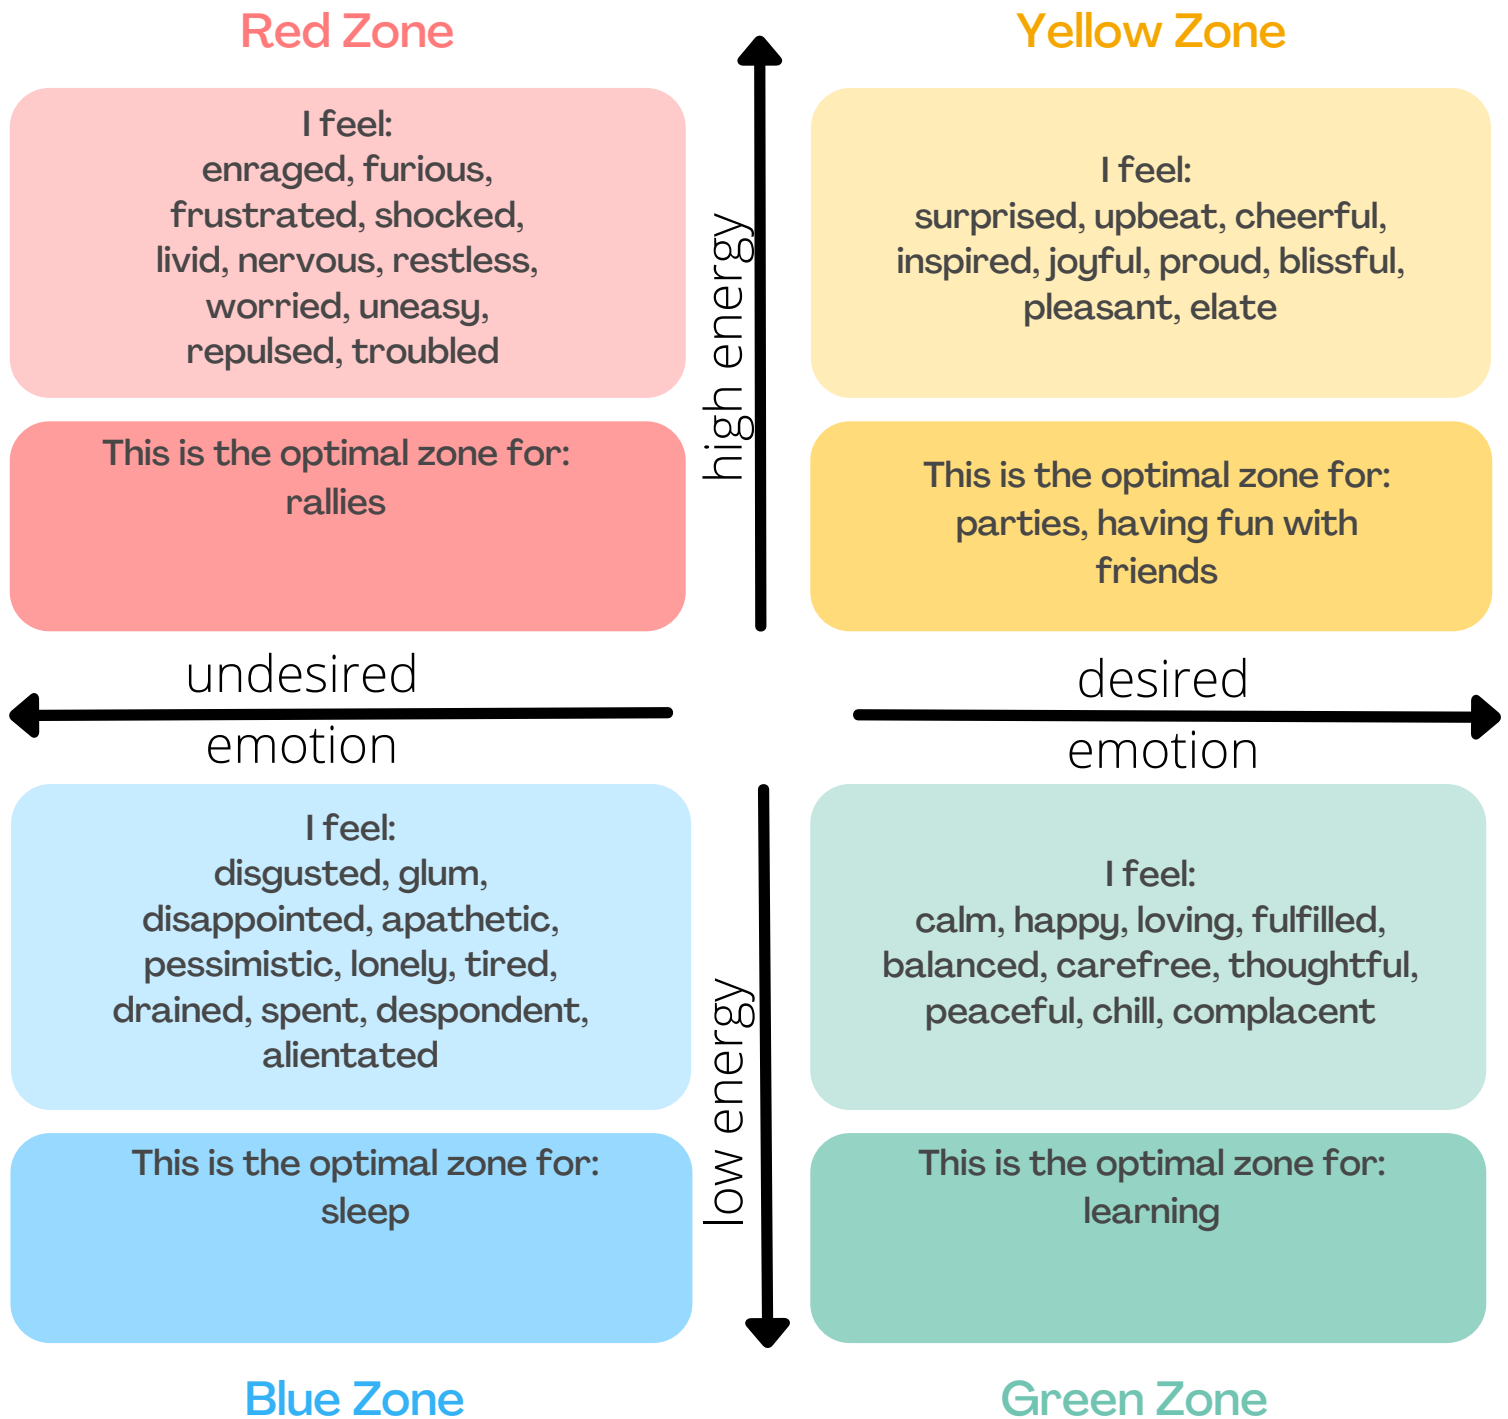 Red Zone
I feel:
enraged, furious,
frustrated, shocked,
livid, nervous, restless,
worried, uneasy,
repulsed, troubled
This is the optimal zone for:
rallies
high energy
Yellow Zone
I feel:
surprised, upbeat, cheerful,
inspired, joyful, proud, blissful,
pleasant, elate
This is the optimal zone for:
parties, having fun with
friends
undesired
emotion
desired
emotion
I feel:
disgusted, glum,
disappointed, apathetic,
pessimistic, lonely, tired,
drained, spent, despondent,
alientated
This is the optimal zone for:
sleep
Blue Zone
low energy
I feel:
calm, happy, loving, fulfilled,
balanced, carefree, thoughtful,
peaceful, chill, complacent
This is the optimal zone for:
learning
Green Zone